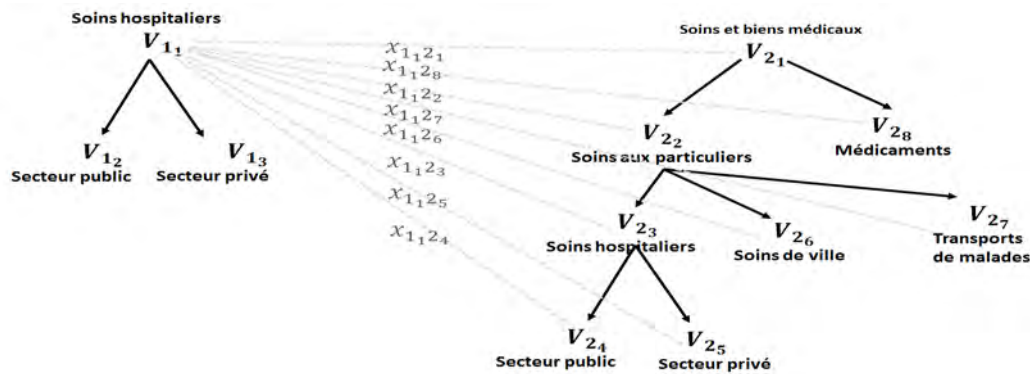 Soins hospitaliers
V₁₁
V₁₂
Secteur public
V₁₃
Secteur privé
x₁₁₂₁
x₁₁₂₈
x₁₁₂₂
x₁₁₂₇
x₁₁₂₆
x₁₁₂₃
x₁₁₂₅
x₁₁₂₄
Soins et biens médicaux
V₂₁
V₂₂
Soins aux particuliers
V₂₈
Médicaments
V₂₃
Soins hospitaliers
V₂₆
Soins de ville
V₂₇
Transports
de malades
V₂₄
Secteur public
V₂₅
Secteur privé